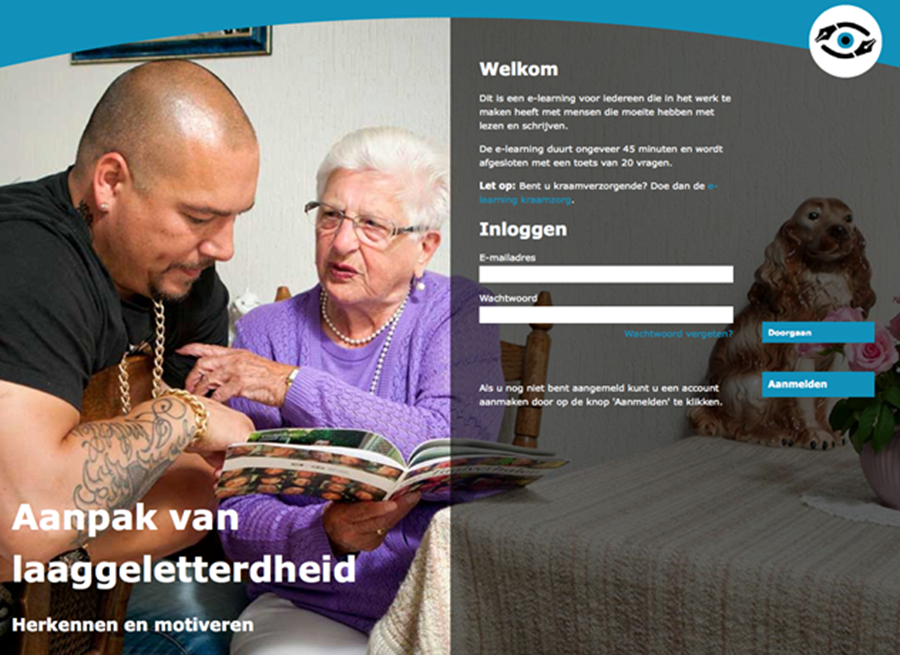 Welkom
Dit is een e-learning voor iedereen die in het werk te
maken heeft met mensen die moeite hebben met
lezen en schrijven.
De e-learning duurt ongeveer 45 minuten en wordt
afgesloten met een toets van 20 vragen.
Let op: Bent u kraamverzorgende? Doe dan de e-
learning kraamzorg.
Inloggen
E-mailadres
Wachtwoord
Wachtwoord vergeten?
Doorgaan
Als u nog niet bent aangemeld kunt u een account
aanmaken door op de knop 'Aanmelden' te klikken.
Aanmelden
Aanpak van
laaggeletterdheid
Herkennen en motiveren